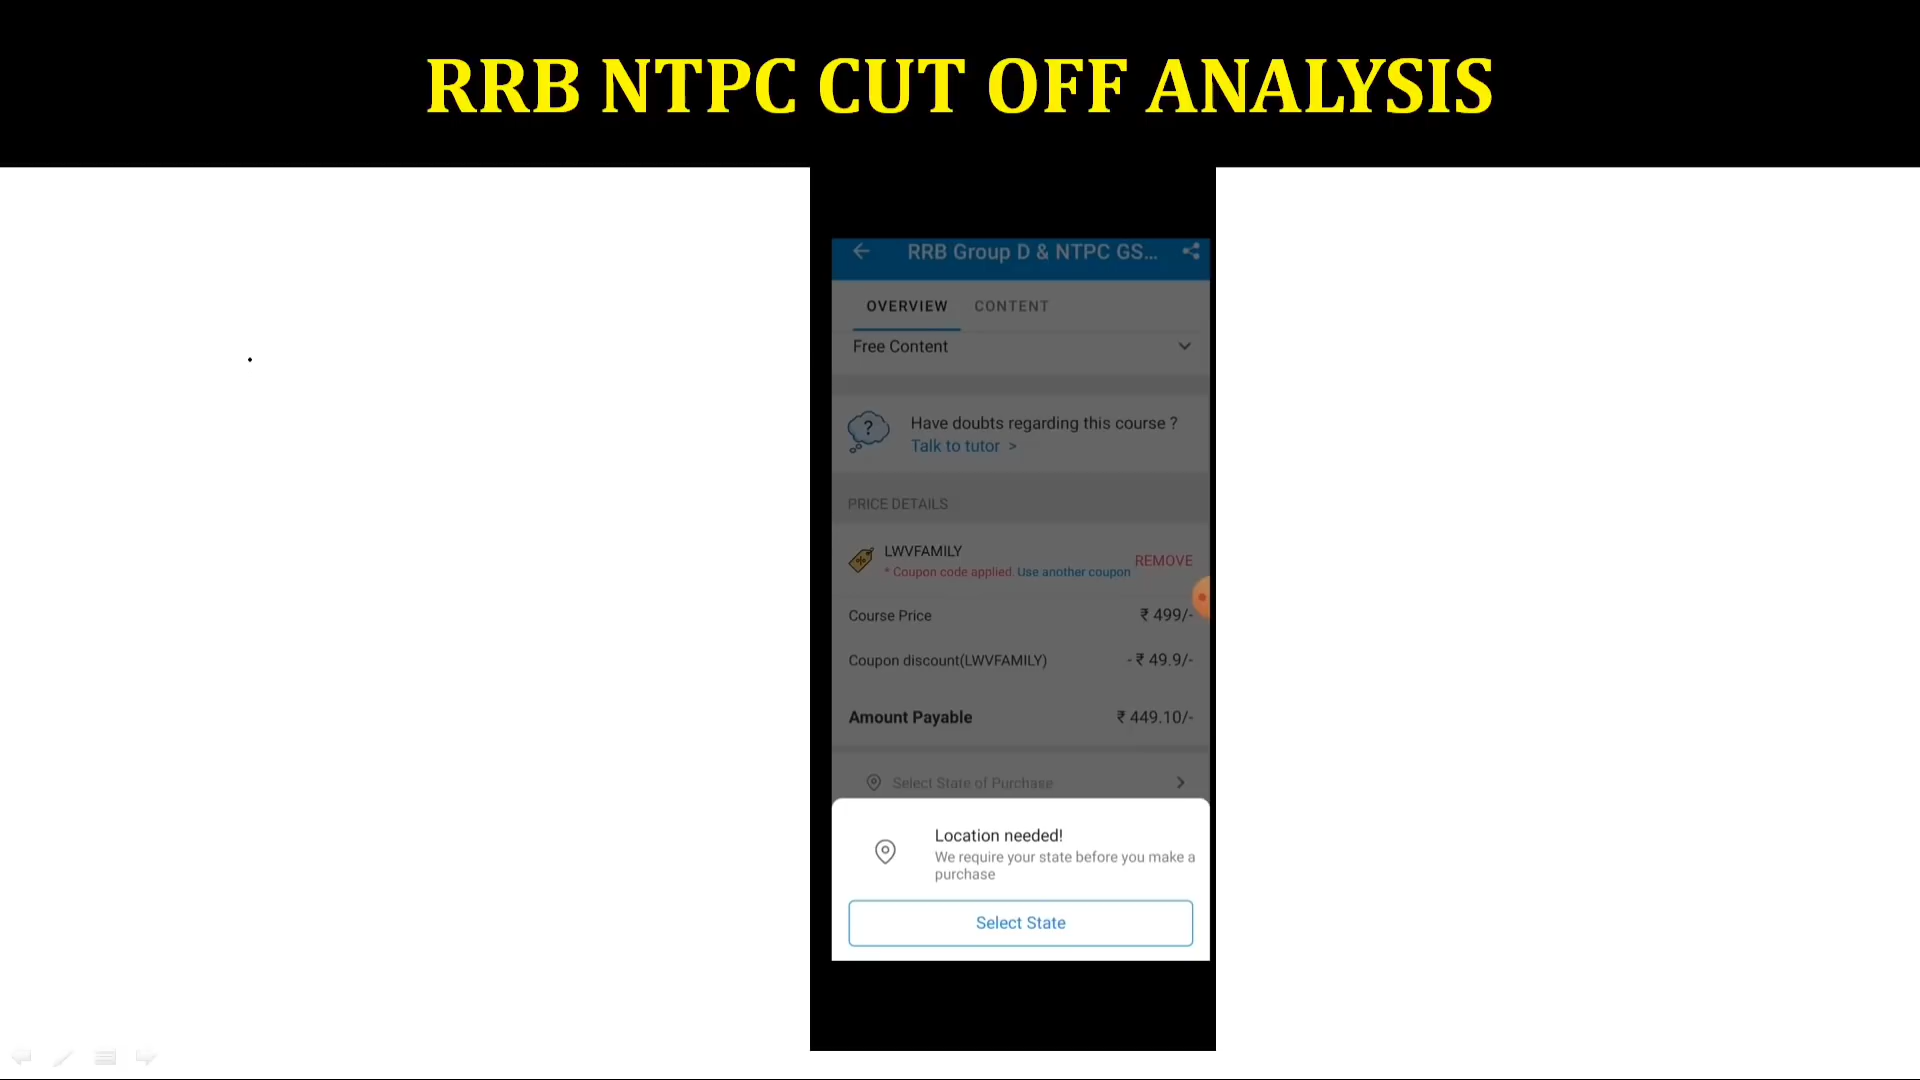 RRB NTPC CUT OFF ANALYSIS
RRB Group D & NTPC GS...
OVERVIEW CONTENT
Free Content
?
Have doubts regarding this course ?
Talk to tutor >
PRICE DETAILS
%
LWVFAMILY
REMOVE
* Coupon code applied. Use another coupon
Course Price ₹ 499/-
Coupon discount(LWVFAMILY) - ₹ 49.9/-
Amount Payable ₹ 449.10/-
Select State of Purchase
Location needed!
We require your state before you make a
purchase
Select State